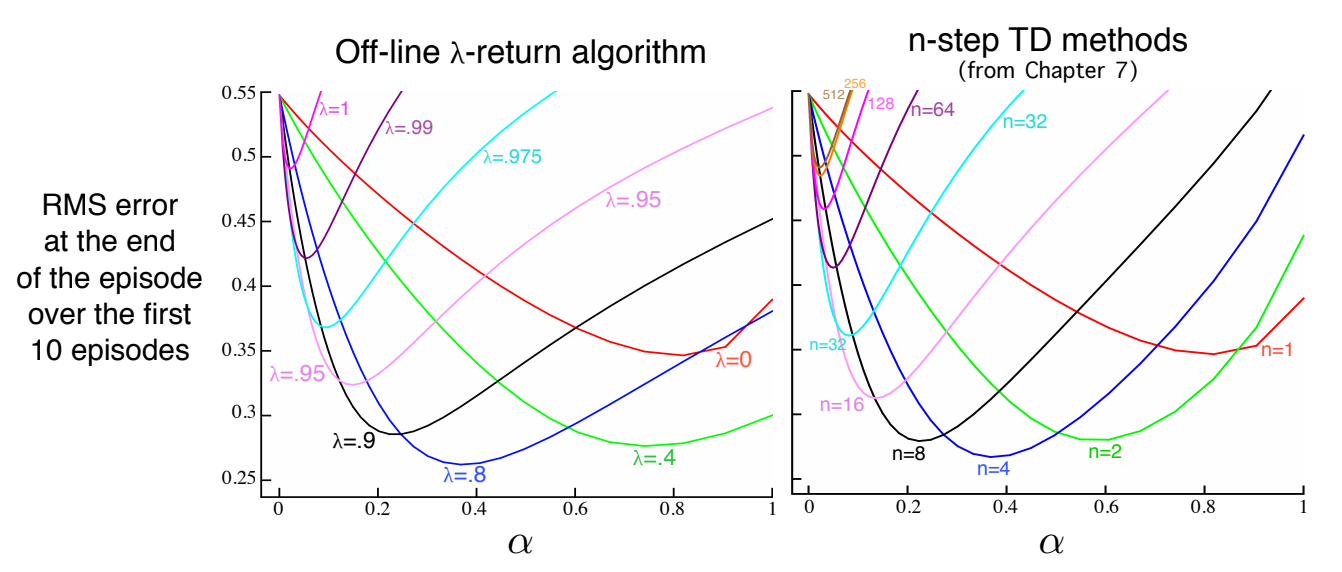 Off-line λ-return algorithm
n-step TD methods
(from Chapter 7)
RMS error
at the end
of the episode
over the first
10 episodes
0.55
0.5
0.45
0.4
0.35
0.3
0.25
0
0.2
0.4
0.6
0.8
1
α
λ=1
λ=.99
λ=.975
λ=.95
λ=0
λ=.95
λ=.9
λ=.8
λ=.4
256
512
128
n=64
n=32
n=32
n=1
n=16
n=8
n=4
n=2
0
0.2
0.4
0.6
0.8
1
α